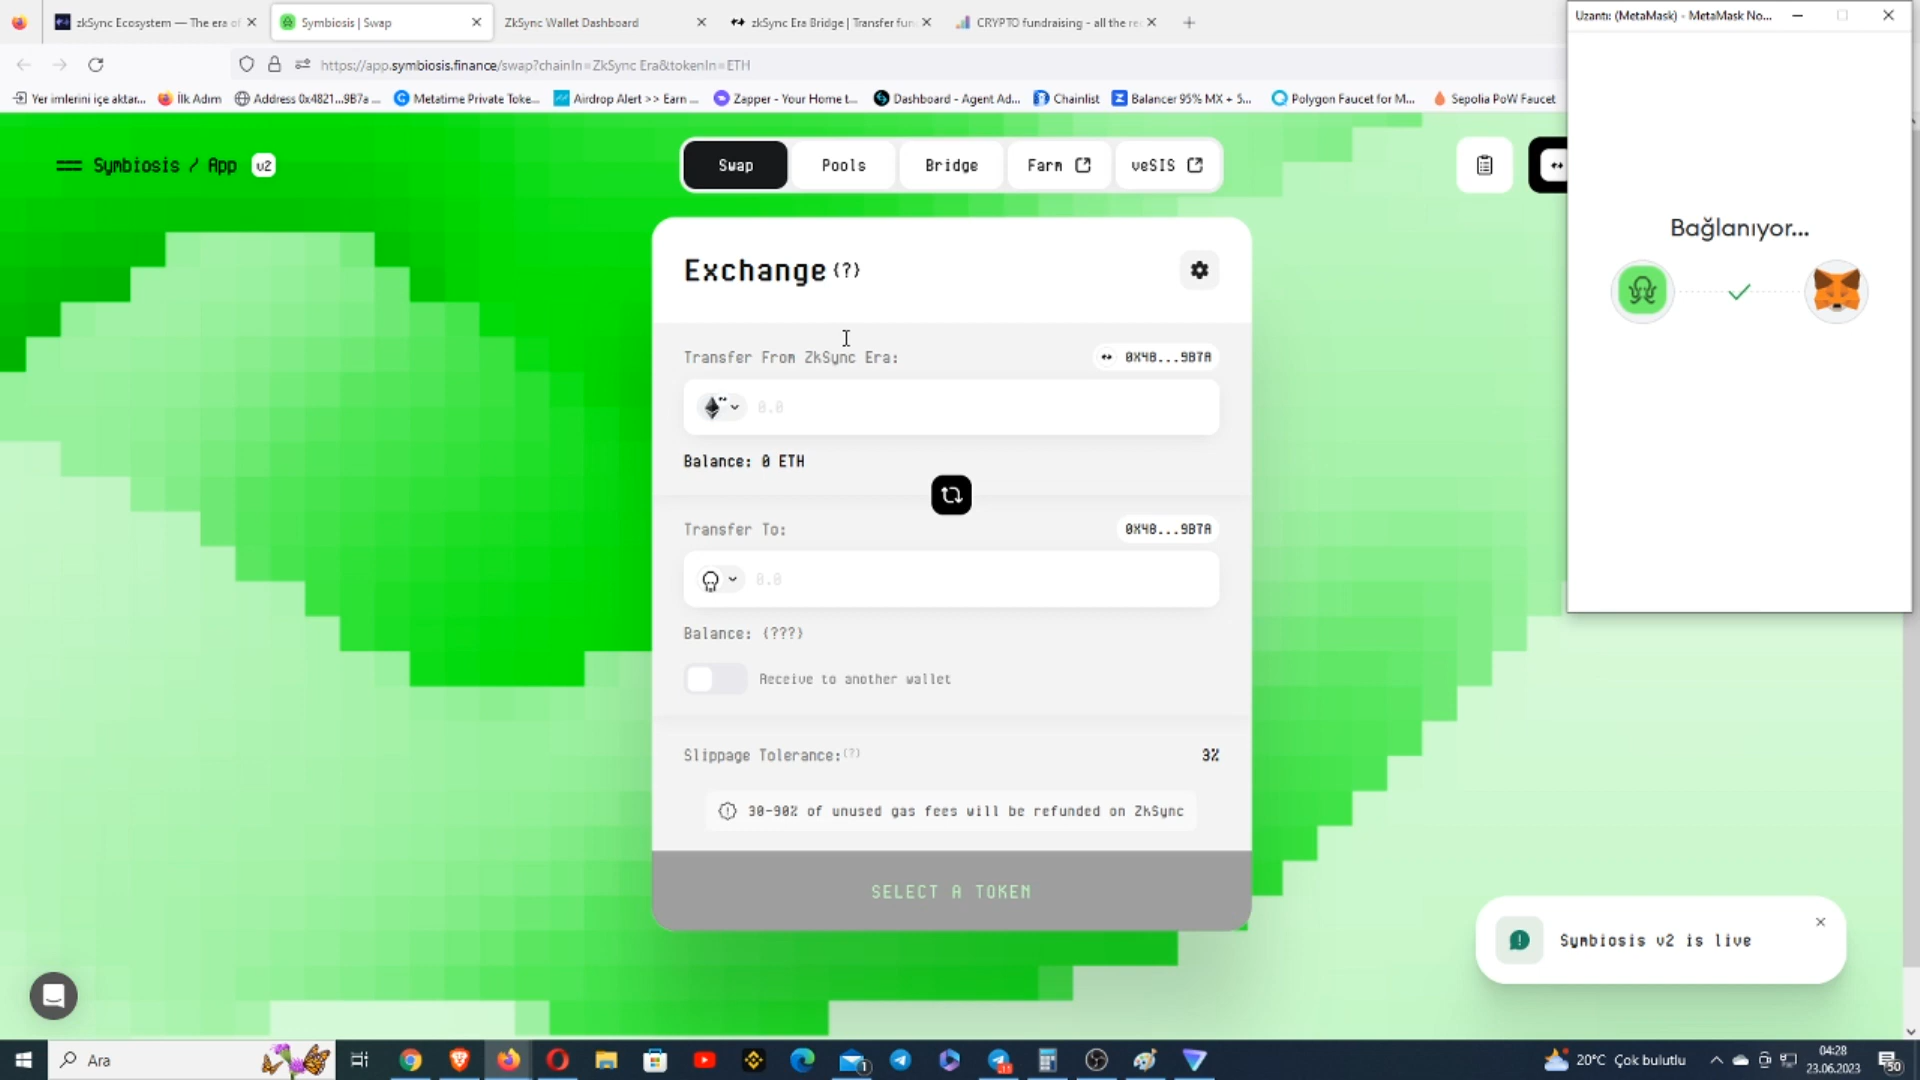 zkSync Ecosystem — The era of
Symbiosis | Swap
ZkSync Wallet Dashboard
zkSync Era Bridge | Transfer fun
CRYPTO fundraising - all the re
Uzantı: (MetaMask) - MetaMask No...
https://app.symbiosis.finance/swap?chainIn=ZkSync Era&tokenIn=ETH
Yer imlerini içe aktar...
İlk Adım
Address 0x4821...9B7a ...
Metatime Private Toke...
Airdrop Alert >> Earn ...
Zapper - Your Home t...
Dashboard - Agent Ad...
Chainlist
Balancer 95% MX + 5...
Polygon Faucet for M...
Sepolia PoW Faucet
Symbiosis / App v2
Swap
Pools
Bridge
Farm
veSIS
Bağlanıyor...
Exchange (?)
Transfer From ZkSync Era:
0X48...9B7A
0.0
Balance: 0 ETH
Transfer To:
0X48...9B7A
0.0
Balance: (???)
Receive to another wallet
Slippage Tolerance:(?)
3%
30-90% of unused gas fees will be refunded on ZkSync
SELECT A TOKEN
Symbiosis v2 is live
Ara
1
20°C Çok bulutlu
04:28
23.06.2023
50